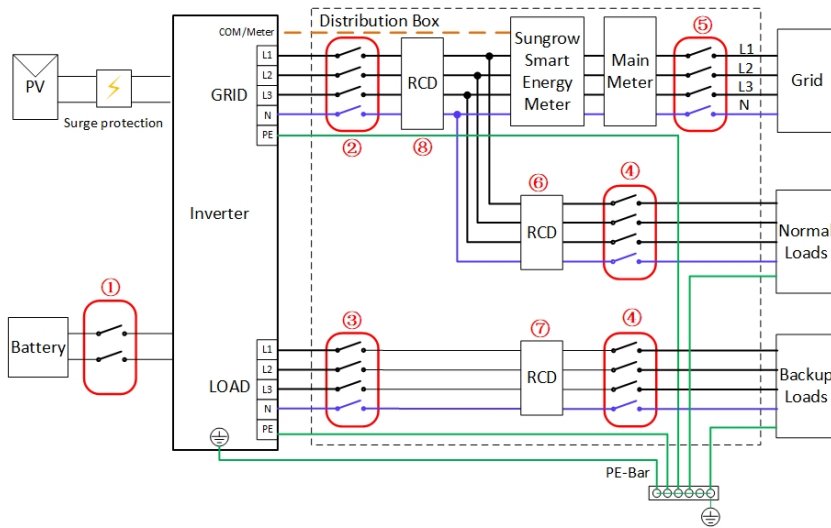 Distribution Box
COM/Meter
L1
L2
L3
N
PE
GRID
PV
Surge protection
②
RCD
⑧
Sungrow
Smart
Energy
Meter
Main
Meter
⑤
L1
L2
L3
N
Grid
Inverter
⑥
RCD
④
Normal
Loads
①
Battery
L1
L2
L3
N
PE
LOAD
③
⑦
RCD
④
Backup
Loads
PE-Bar